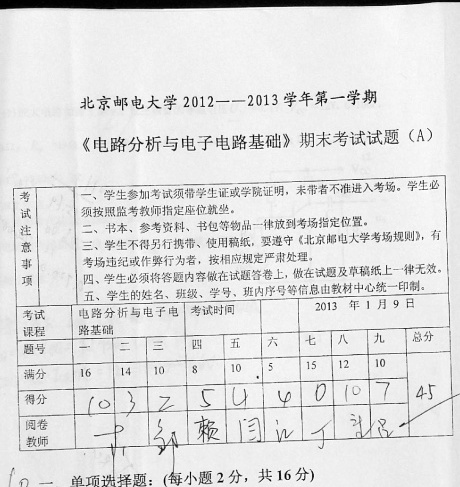 北京邮电大学2012——2013学年第一学期
《电路分析与电子电路基础》期末考试试题（A）
考试注意事项
一、学生参加考试须带学生证或学院证明，未带者不准进入考场。学生必
须按照监考教师指定座位就坐。
二、书本、参考资料、书包等物品一律放到考场指定位置。
三、学生不得另行携带、使用稿纸，要遵守《北京邮电大学考场规则》，有
考场违纪或作弊行为者，按相应规定严肃处理。
四、学生必须将答题内容做在试题答卷上，做在试题及草稿纸上一律无效。
五、学生的姓名、班级、学号、班内序号等信息由教材中心统一印制。
考试课程 电路分析与电子电路基础 考试时间 2013 年 1 月 9 日
题号 一 二 三 四 五 六 七 八 九 总分
满分 16 14 10 8 10 5 15 12 10
得分 10 3 2 5 4 4 0 10 7 45
阅卷教师 邹 赖 闫 江 丁
10 一、单项选择题：(每小题 2 分，共 16 分)